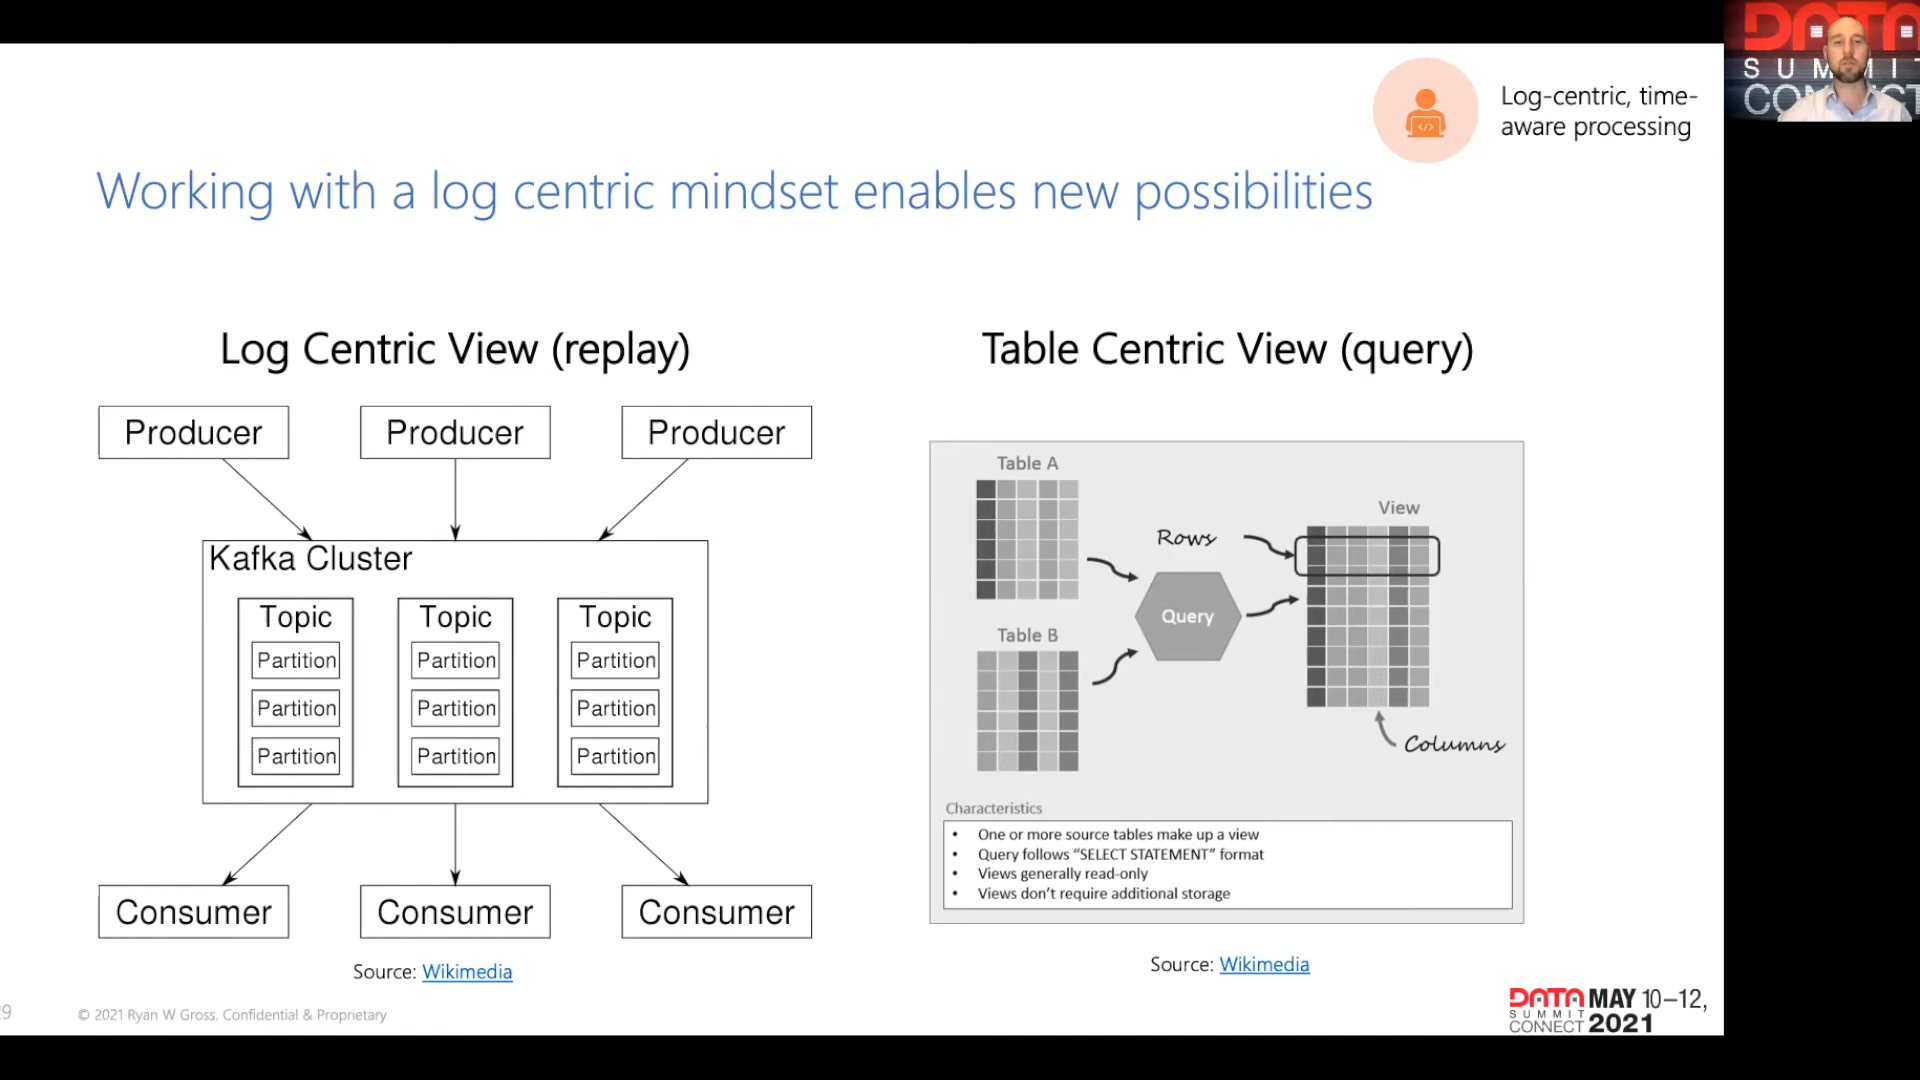 DATA
SUMMIT
CONNECT
Log-centric, time-
aware processing
Working with a log centric mindset enables new possibilities
Log Centric View (replay)
Producer
Producer
Producer
Kafka Cluster
Topic
Partition
Partition
Partition
Topic
Partition
Partition
Partition
Topic
Partition
Partition
Partition
Consumer
Consumer
Consumer
Source: Wikimedia
Table Centric View (query)
Table A
Table B
Rows
Query
View
Columns
Characteristics
• One or more source tables make up a view
• Query follows “SELECT STATEMENT” format
• Views generally read-only
• Views don’t require additional storage
Source: Wikimedia
© 2021 Ryan W Gross. Confidential & Proprietary
DATA
SUMMIT
CONNECT
MAY 10–12,
2021